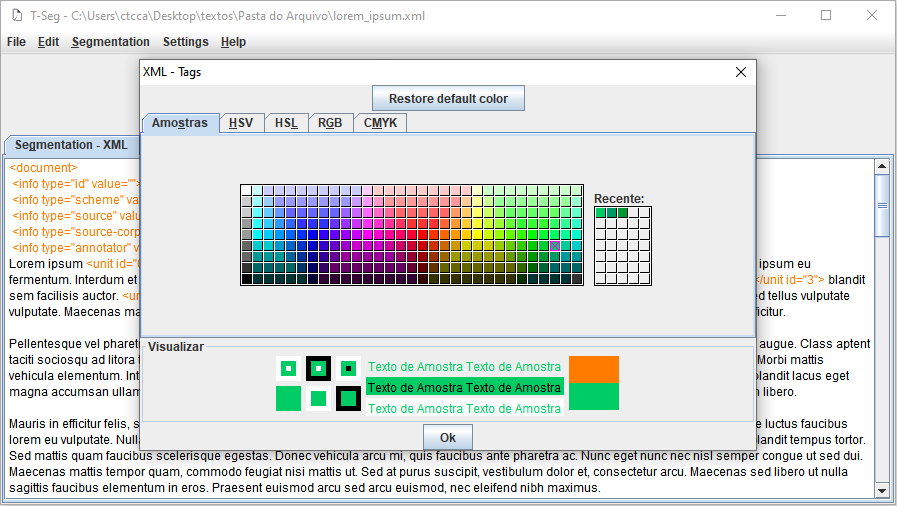 T-Seg - C:\Users\ctcca\Desktop\textos\Pasta do Arquivo\lorem_ipsum.xml
File Edit Segmentation Settings Help
XML - Tags
Restore default color
Amostras HSV HSL RGB CMYK
Segmentation - XML
<document>
<info type="id" value="">
<info type="scheme" va
<info type="source" valu
<info type="source-corp
<info type="annotator" v
Recente:
Lorem ipsum <unit id="
ipsum eu
fermentum. Interdum et
</unit id="3"> blandit
sem facilisis auctor. <un
d tellus vulputate
vulputate. Maecenas ma
ficitur.
Pellentesque vel pharet
augue. Class aptent
taciti sociosqu ad litora t
Morbi mattis
vehicula elementum. Int
blandit lacus eget
magna accumsan ullam
n libero.
Visualizar
Texto de Amostra Texto de Amostra
Texto de Amostra Texto de Amostra
Texto de Amostra Texto de Amostra
Ok
Mauris in efficitur felis, s
e luctus faucibus
lorem eu vulputate. Nulla
landit tempus tortor.
Sed mattis quam faucibus scelerisque egestas. Donec vehicula arcu mi, quis faucibus ante pharetra ac. Nunc eget nunc nec nisl semper congue ut sed dui.
Maecenas mattis tempor quam, commodo feugiat nisi mattis ut. Sed at purus suscipit, vestibulum dolor et, consectetur arcu. Maecenas sed libero ut nulla
sagittis faucibus elementum in eros. Praesent euismod arcu sed arcu euismod, nec eleifend nibh maximus.